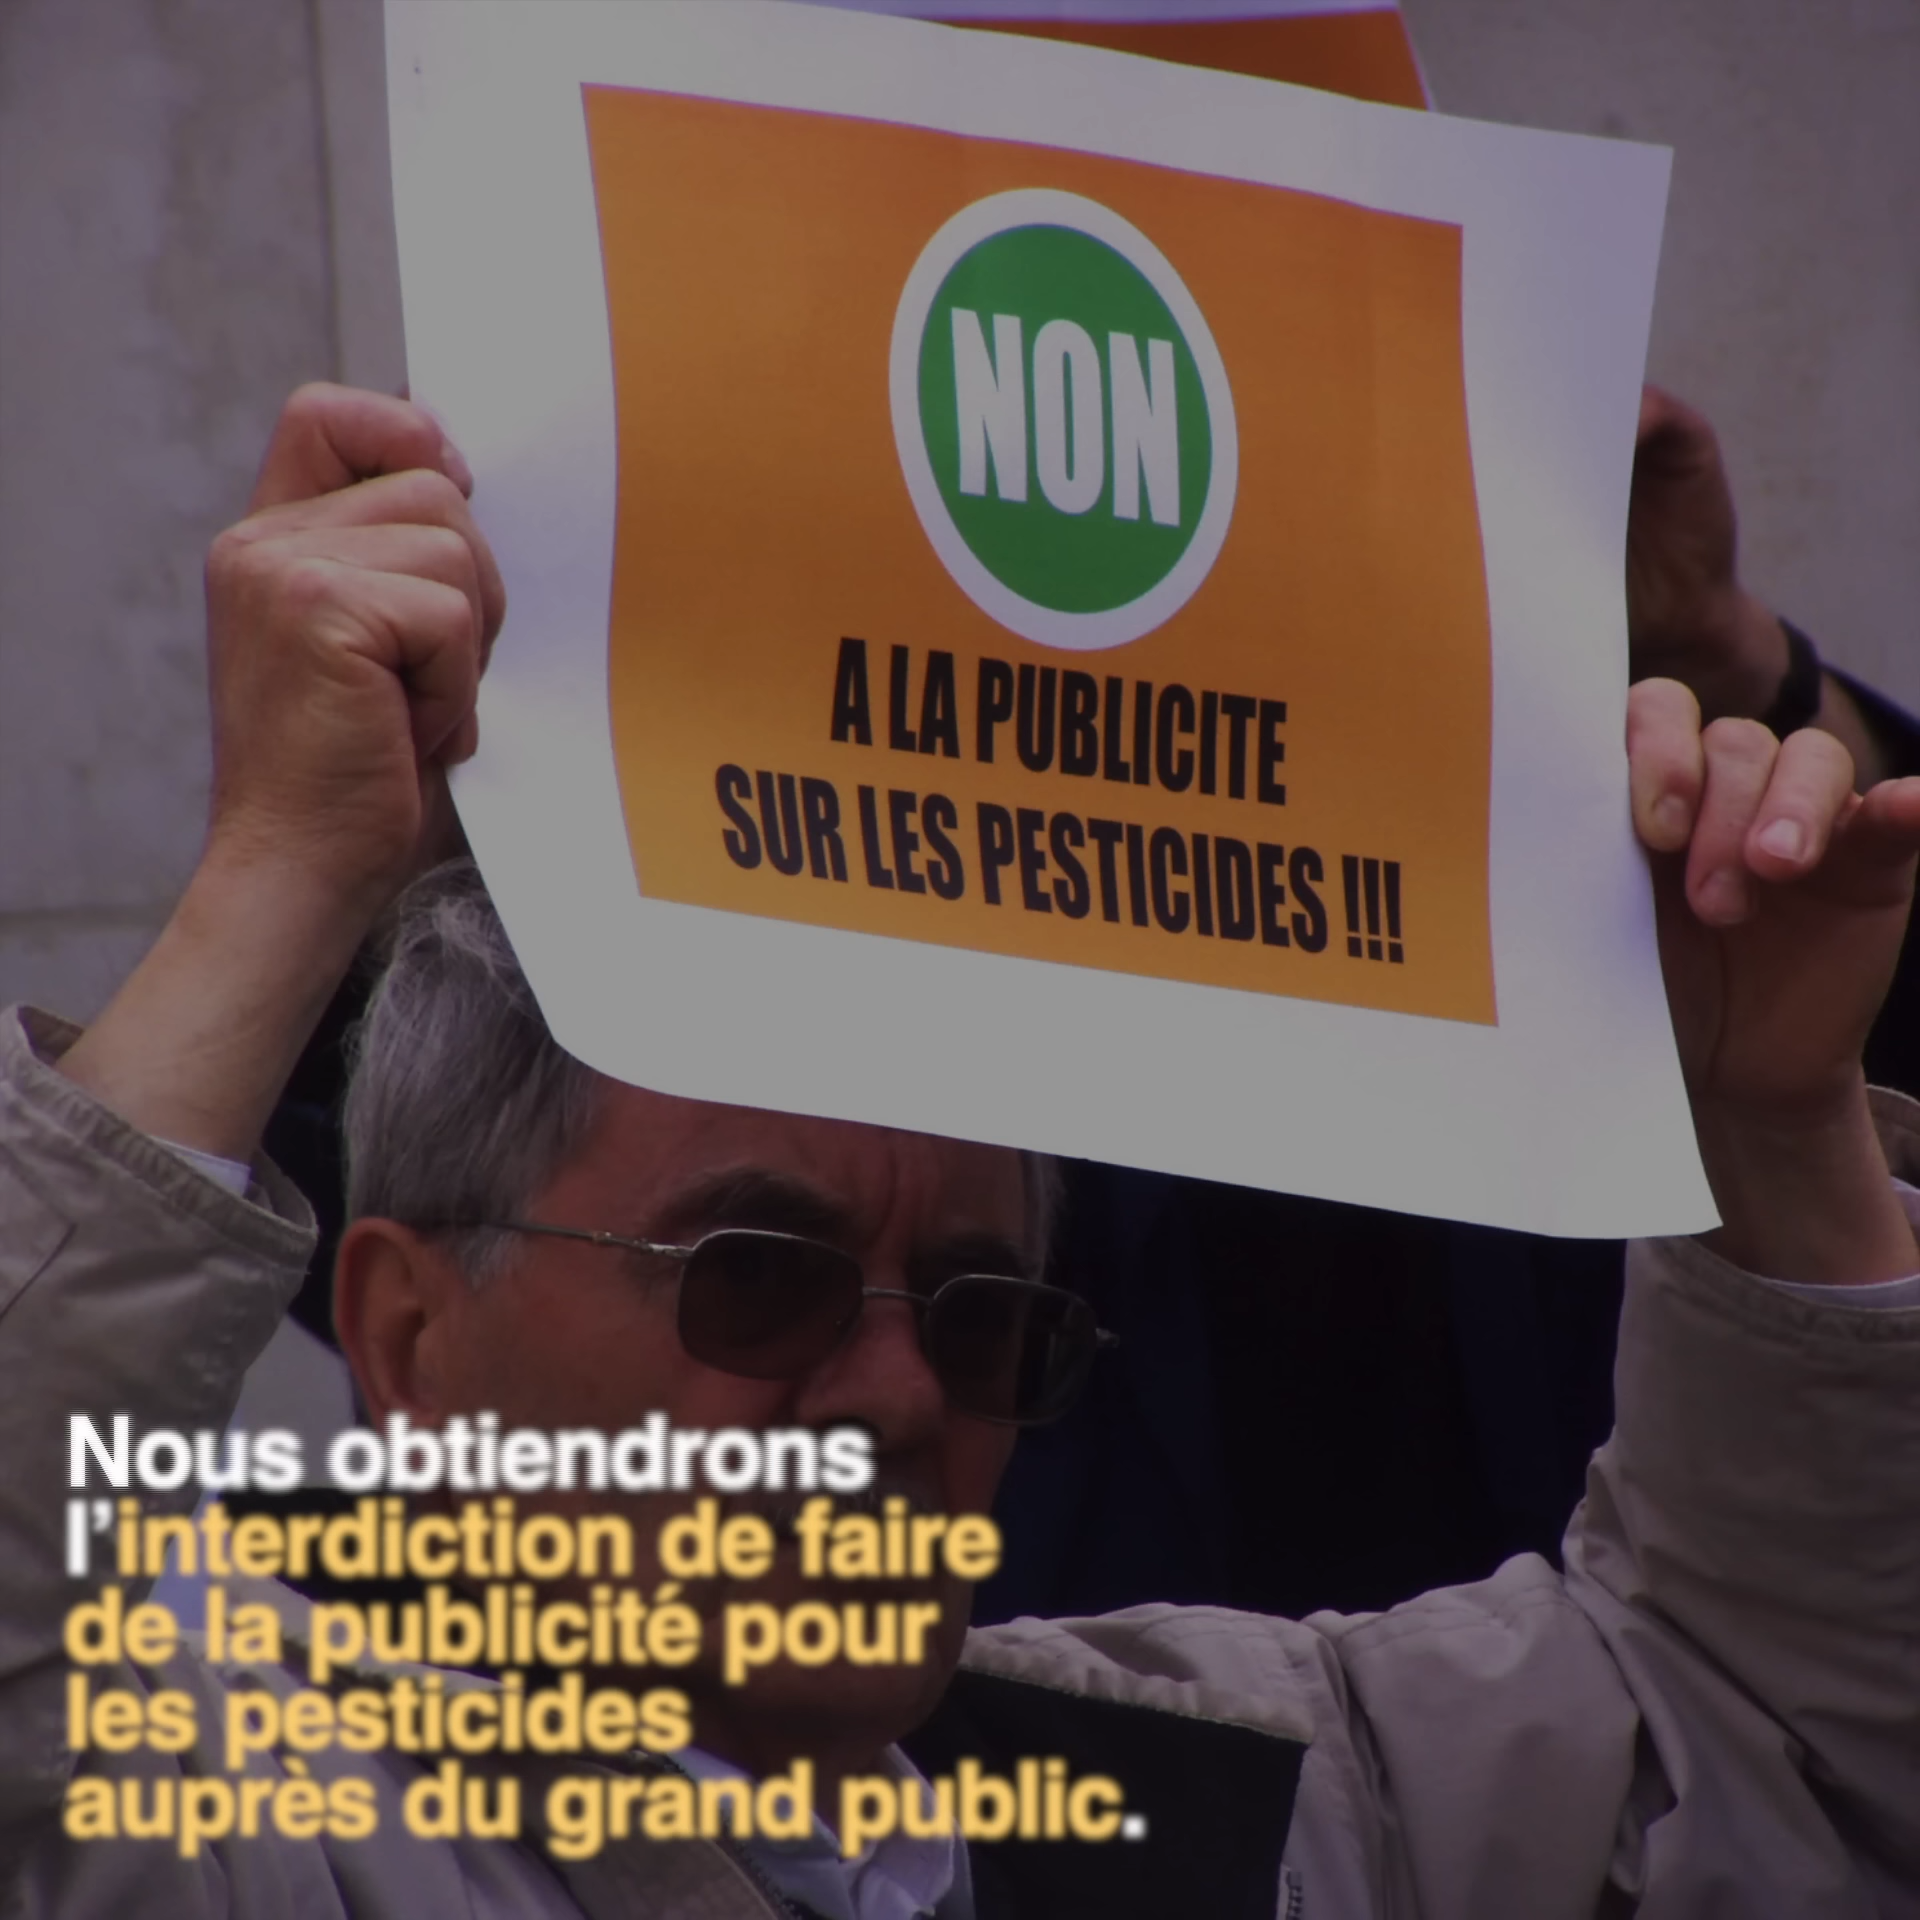 NON
A LA PUBLICITE
SUR LES PESTICIDES !!!
Nous obtiendrons
l’interdiction de faire
de la publicité pour
les pesticides
auprès du grand public.